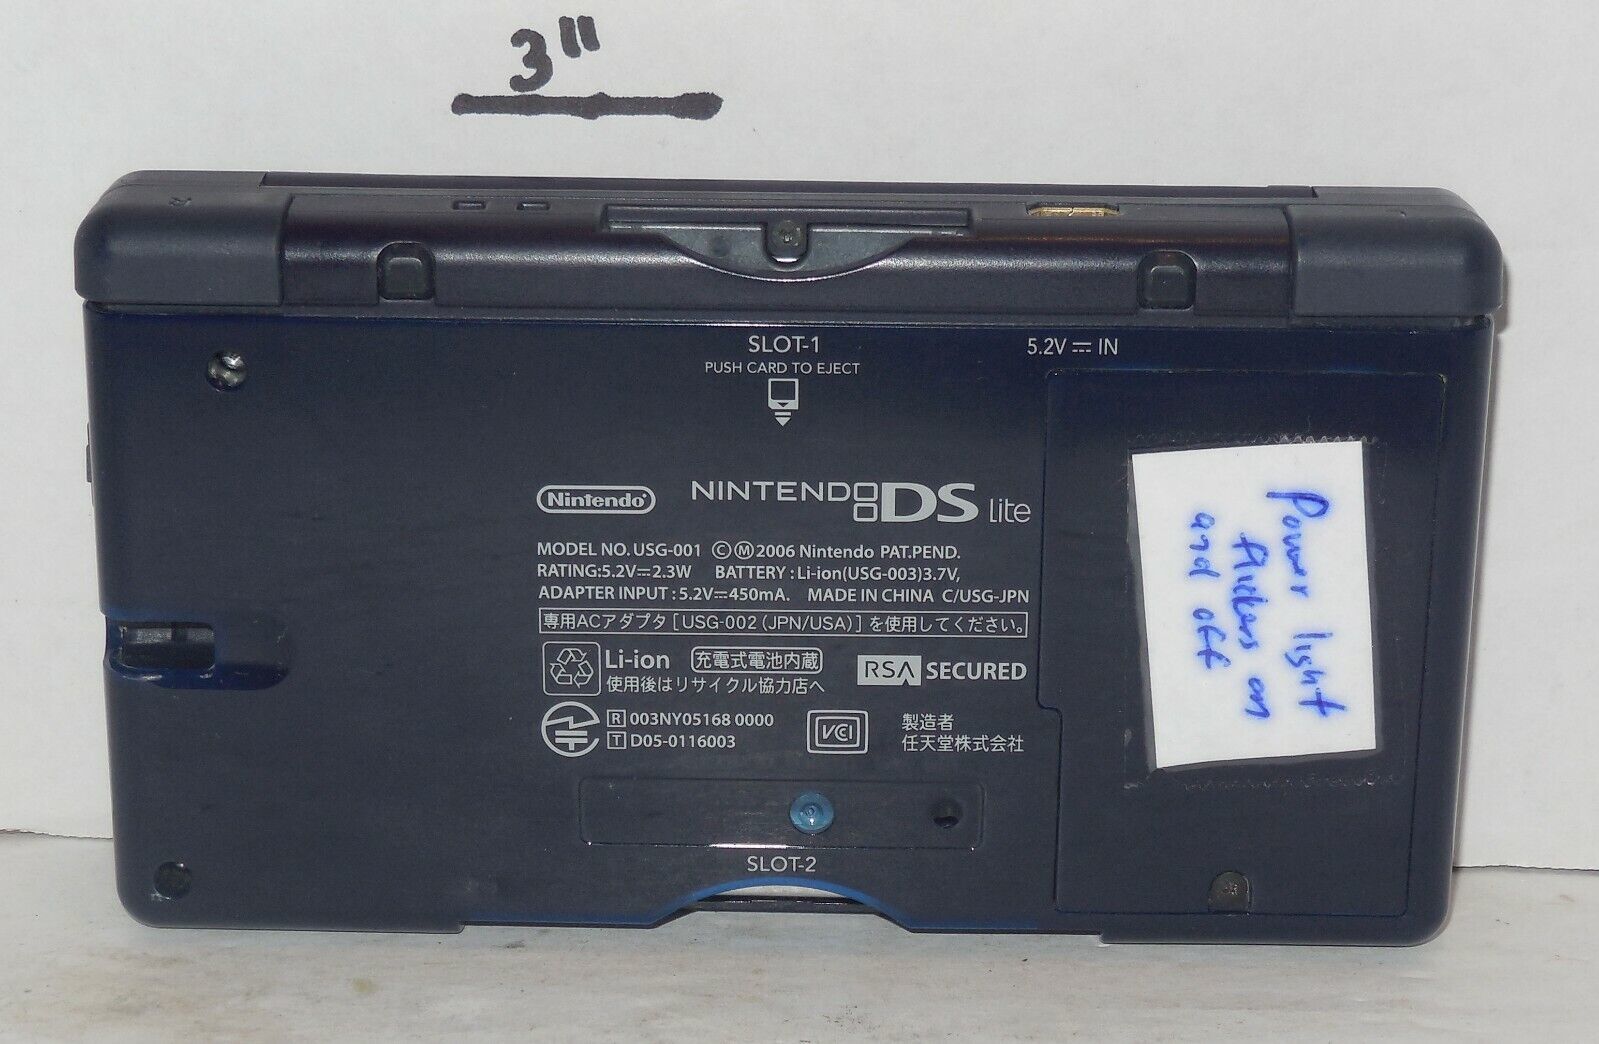 3"
SLOT-1
PUSH CARD TO EJECT
5.2V⎓IN
Nintendo
NINTENDO DS Lite
MODEL NO. USG-001 ©Ⓜ2006 Nintendo PAT.PEND.
RATING:5.2V⎓2.3W BATTERY : Li-ion(USG-003)3.7V,
ADAPTER INPUT : 5.2V⎓450mA. MADE IN CHINA C/USG-JPN
専用ACアダプタ[USG-002 (JPN/USA)]を使用してください。
Li-ion 充電式電池内蔵
使用後はリサイクル協力店へ
RSA SECURED
R 003NY05168 0000
T D05-0116003
VCI
製造者
任天堂株式会社
SLOT-2
Power light
flickers on
and off